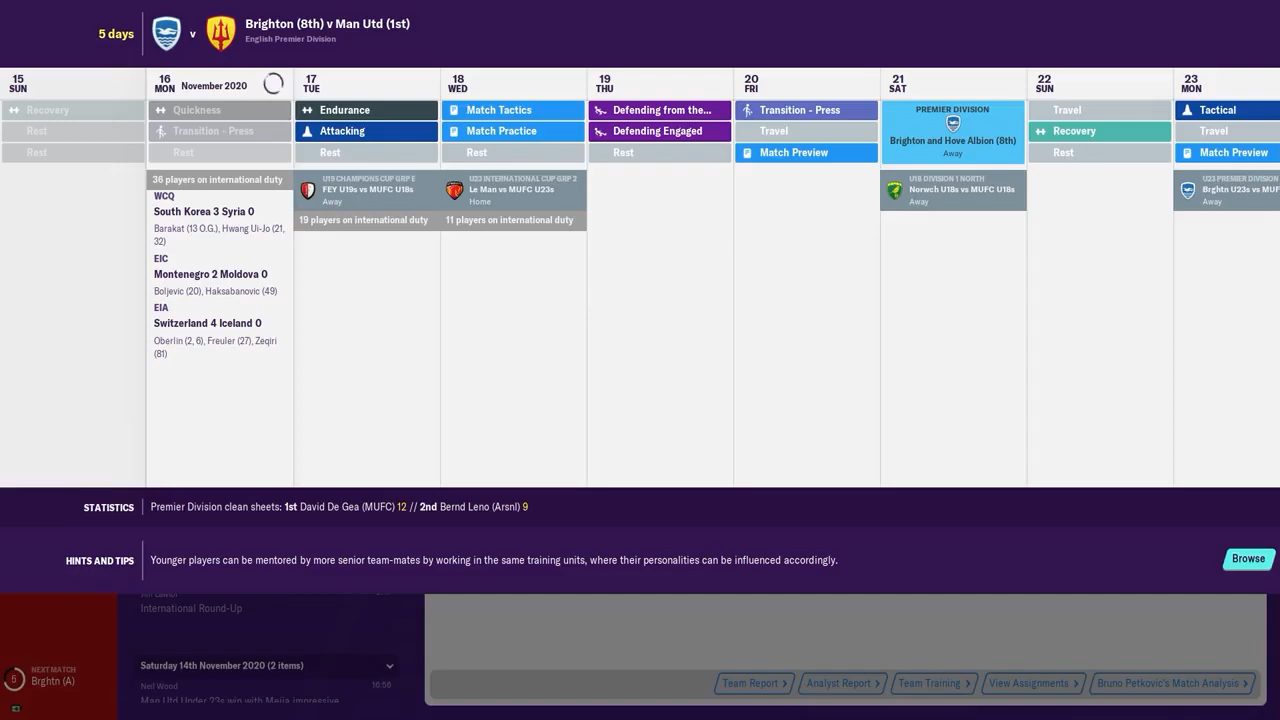 5 days
v
Brighton (8th) v Man Utd (1st)
English Premier Division
15
SUN
Recovery
Rest
Rest
16
MON
November 2020
Quickness
Transition - Press
Rest
36 players on international duty
WCQ
South Korea 3 Syria 0
Barakat (13 O.G.), Hwang Ui-Jo (21,
32)
EIC
Montenegro 2 Moldova 0
Boljevic (20), Haksabanovic (49)
EIA
Switzerland 4 Iceland 0
Oberlin (2, 6), Freuler (27), Zeqiri
(81)
17
TUE
Endurance
Attacking
Rest
U19 CHAMPIONS CUP GRP E
FEY U19s vs MUFC U18s
Away
19 players on international duty
18
WED
Match Tactics
Match Practice
Rest
U23 INTERNATIONAL CUP GRP 2
Le Man vs MUFC U23s
Home
11 players on international duty
19
THU
Defending from the...
Defending Engaged
Rest
20
FRI
Transition - Press
Travel
Match Preview
21
SAT
PREMIER DIVISION
Brighton and Hove Albion (8th)
Away
U18 DIVISION 1 NORTH
Norwch U18s vs MUFC U18s
Away
22
SUN
Travel
Recovery
Rest
23
MON
Tactical
Travel
Match Preview
U23 PREMIER DIVISION
Brghtn U23s vs MUF
Away
STATISTICS
Premier Division clean sheets: 1st David De Gea (MUFC) 12 // 2nd Bernd Leno (Arsnl) 9
HINTS AND TIPS
Younger players can be mentored by more senior team-mates by working in the same training units, where their personalities can be influenced accordingly.
Browse
International Round-Up
Saturday 14th November 2020 (2 items)
Neil Wood
16:56
Man Utd Under 23s win with Mejia impressive
5
NEXT MATCH
Brghtn (A)
Team Report
Analyst Report
Team Training
View Assignments
Bruno Petkovic's Match Analysis